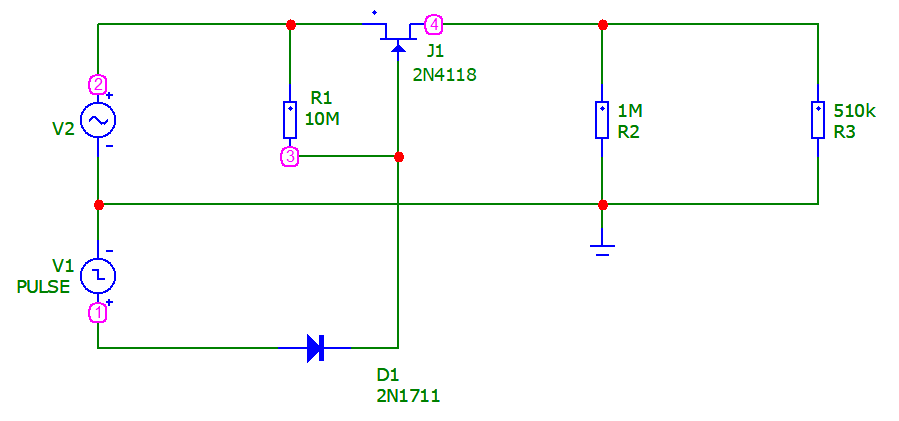 4
J1
2N4118
2
+
V2
-
R1
10M
3
1M
R2
510k
R3
-
V1
PULSE
+
1
D1
2N1711